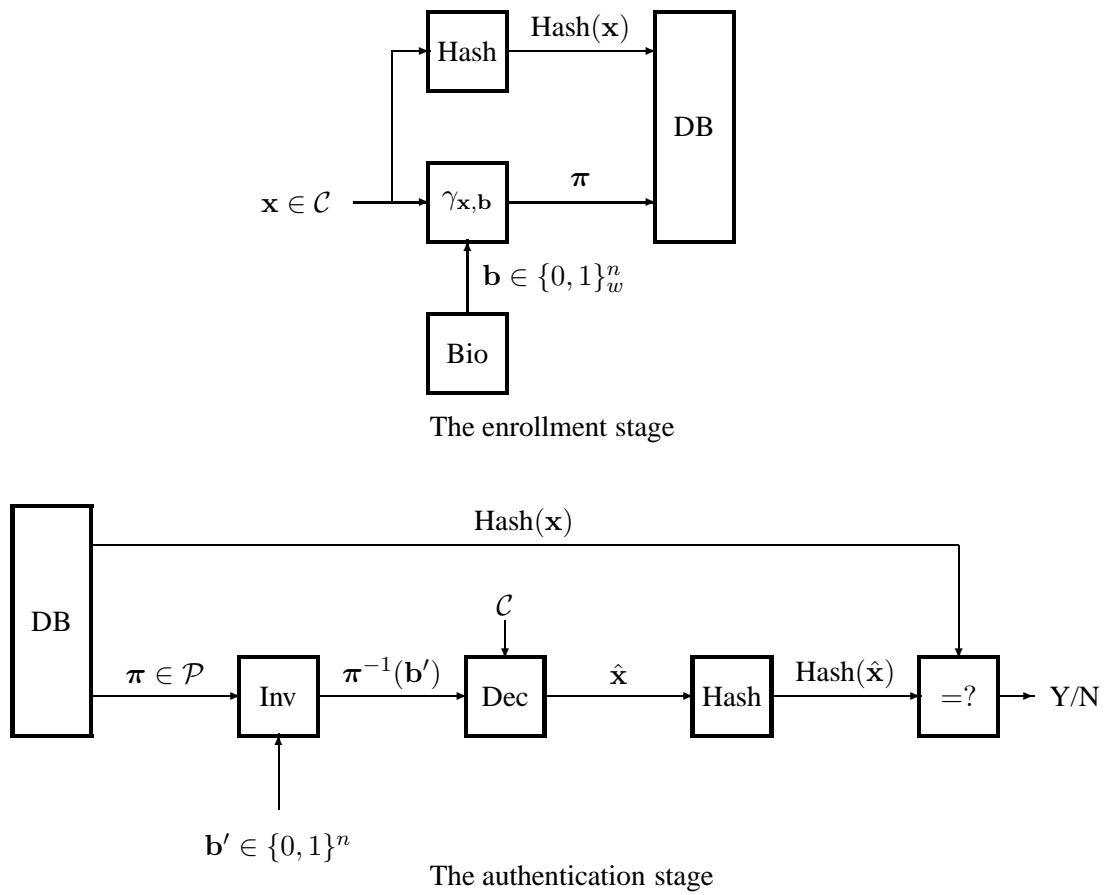 Hash(𝐱)
Hash
DB
𝐱 ∈ 𝒞
γ𝐱,𝐛
𝝅
𝐛 ∈ {0, 1}ⁿ_w
Bio
The enrollment stage
Hash(𝐱)
DB
𝒞
𝝅 ∈ 𝒫
Inv
𝝅⁻¹(𝐛′)
Dec
𝐱̂
Hash
Hash(𝐱̂)
=?
Y/N
𝐛′ ∈ {0, 1}ⁿ
The authentication stage